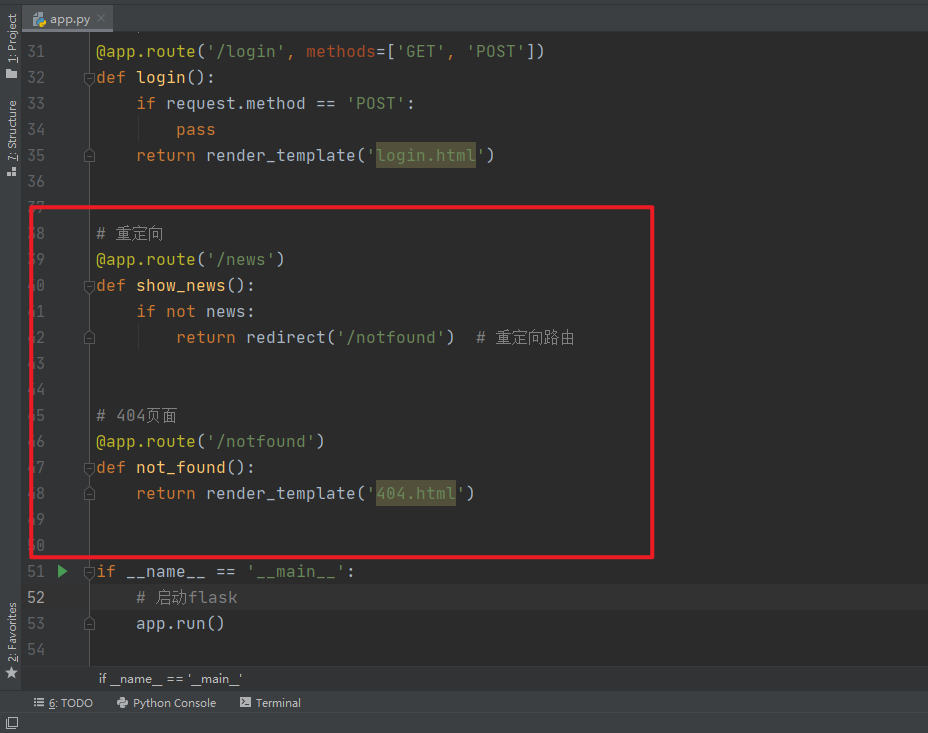 app.py
1: Project
7: Structure
2: Favorites
31 @app.route('/login', methods=['GET', 'POST'])
32 def login():
33     if request.method == 'POST':
34         pass
35     return render_template('login.html')
36
37
38 # 重定向
39 @app.route('/news')
40 def show_news():
41     if not news:
42         return redirect('/notfound')  # 重定向路由
43
44
45 # 404页面
46 @app.route('/notfound')
47 def not_found():
48     return render_template('404.html')
49
50
51 if __name__ == '__main__':
52     # 启动flask
53     app.run()
54
if __name__ == '__main__'
6: TODO Python Console Terminal